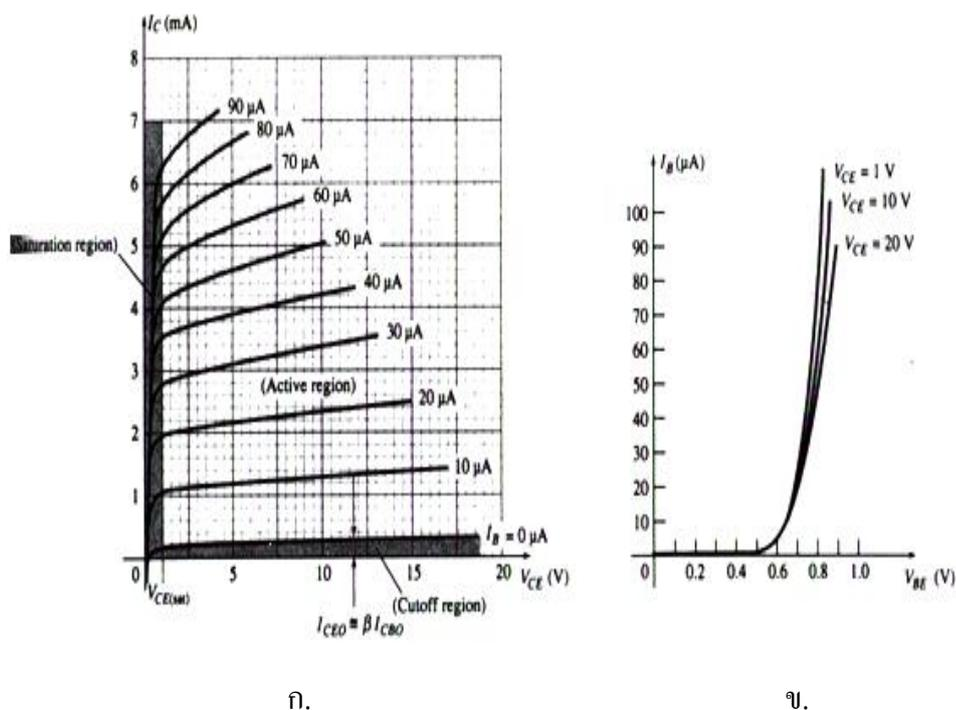 I_C (mA)
8
7
6
5
4
3
2
1
0
90 μA
80 μA
70 μA
60 μA
50 μA
40 μA
30 μA
20 μA
10 μA
I_B = 0 μA
(Saturation region)
(Active region)
(Cutoff region)
V_CE(sat)
5
10
15
20
V_CE (V)
I_CEO ≅ β I_CBO
ก.
I_B (μA)
100
90
80
70
60
50
40
30
20
10
0
0.2
0.4
0.6
0.8
1.0
V_BE (V)
V_CE = 1 V
V_CE = 10 V
V_CE = 20 V
ข.